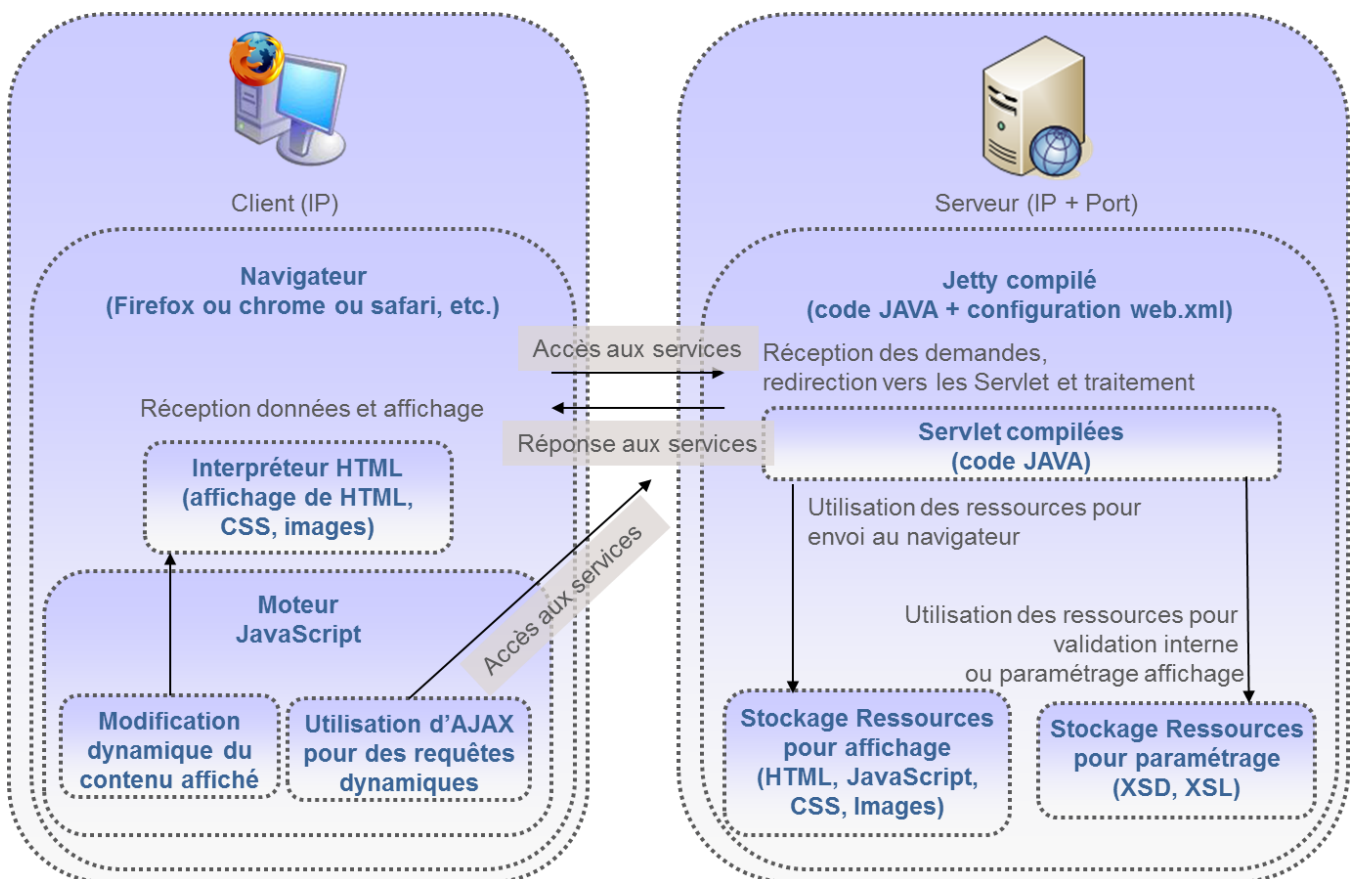 Client (IP)
Navigateur
(Firefox ou chrome ou safari, etc.)
Réception données et affichage
Interpréteur HTML
(affichage de HTML,
CSS, images)
Moteur
JavaScript
Modification
dynamique du
contenu affiché
Utilisation d'AJAX
pour des requêtes
dynamiques
Accès aux services
Réponse aux services
Accès aux services
Serveur (IP + Port)
Jetty compilé
(code JAVA + configuration web.xml)
Réception des demandes,
redirection vers les Servlet et traitement
Servlet compilées
(code JAVA)
Utilisation des ressources pour
envoi au navigateur
Utilisation des ressources pour
validation interne
ou paramétrage affichage
Stockage Ressources
pour affichage
(HTML, JavaScript,
CSS, Images)
Stockage Ressources
pour paramétrage
(XSD, XSL)